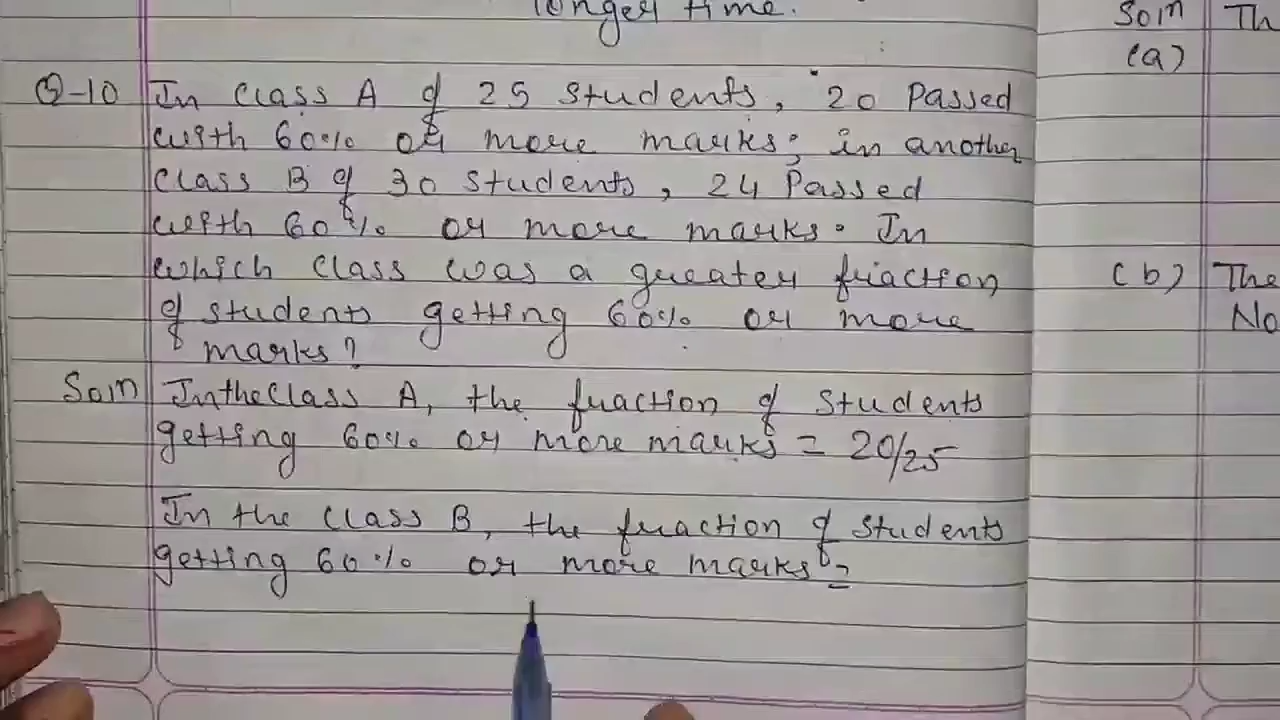 longer time.
Q-10 In Class A of 25 students, 20 Passed
with 60% or more marks; in another
class B of 30 students, 24 Passed
with 60% or more marks. In
which class was a greater fraction
of students getting 60% or more
marks?
Soln In the Class A, the fraction of students
getting 60% or more marks = 20/25
In the class B, the fraction of students
getting 60% or more marks =
Soln Th
(a)
(b) The
No